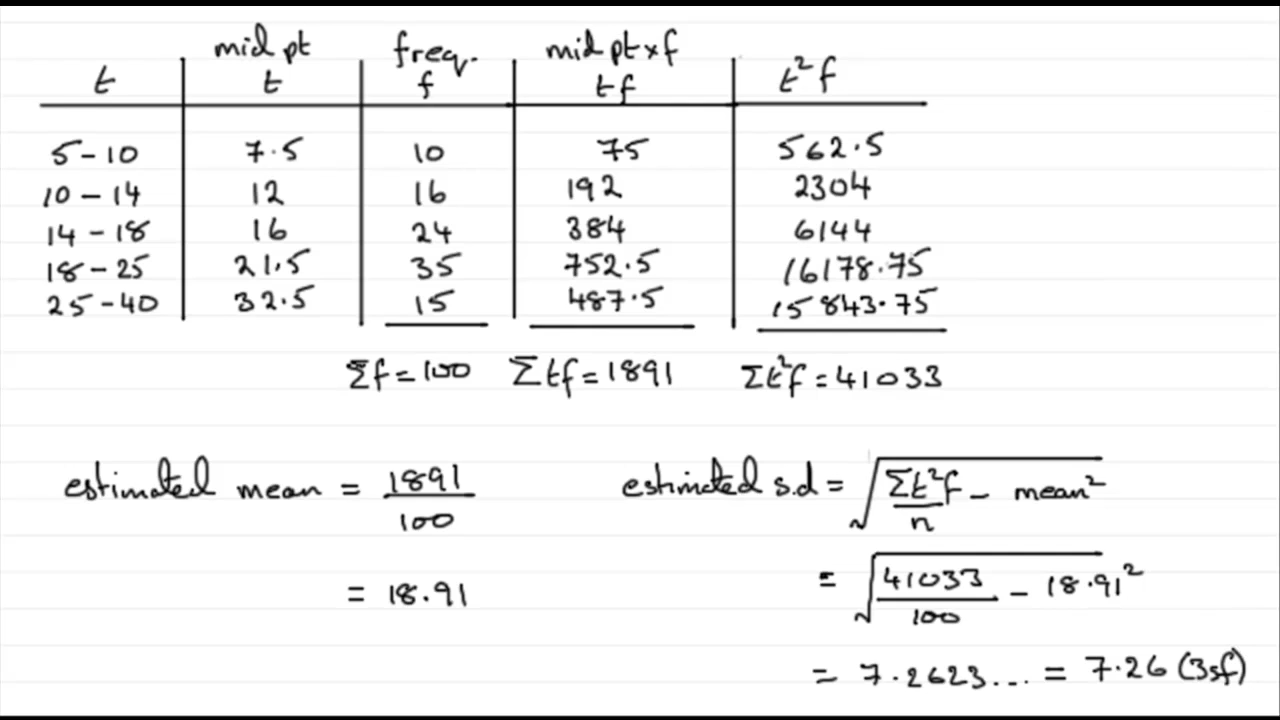 mid pt freq. mid pt x f
t t f tf t²f
5 - 10 7.5 10 75 562.5
10 - 14 12 16 192 2304
14 - 18 16 24 384 6144
18 - 25 21.5 35 752.5 16178.75
25 - 40 32.5 15 487.5 15843.75
Σf = 100 Σtf = 1891 Σt²f = 41033
estimated mean = 1891/100 estimated s.d = √(Σt²f/n - mean²)
= 18.91 = √(41033/100 - 18.91²)
= 7.2623... = 7.26 (3sf)